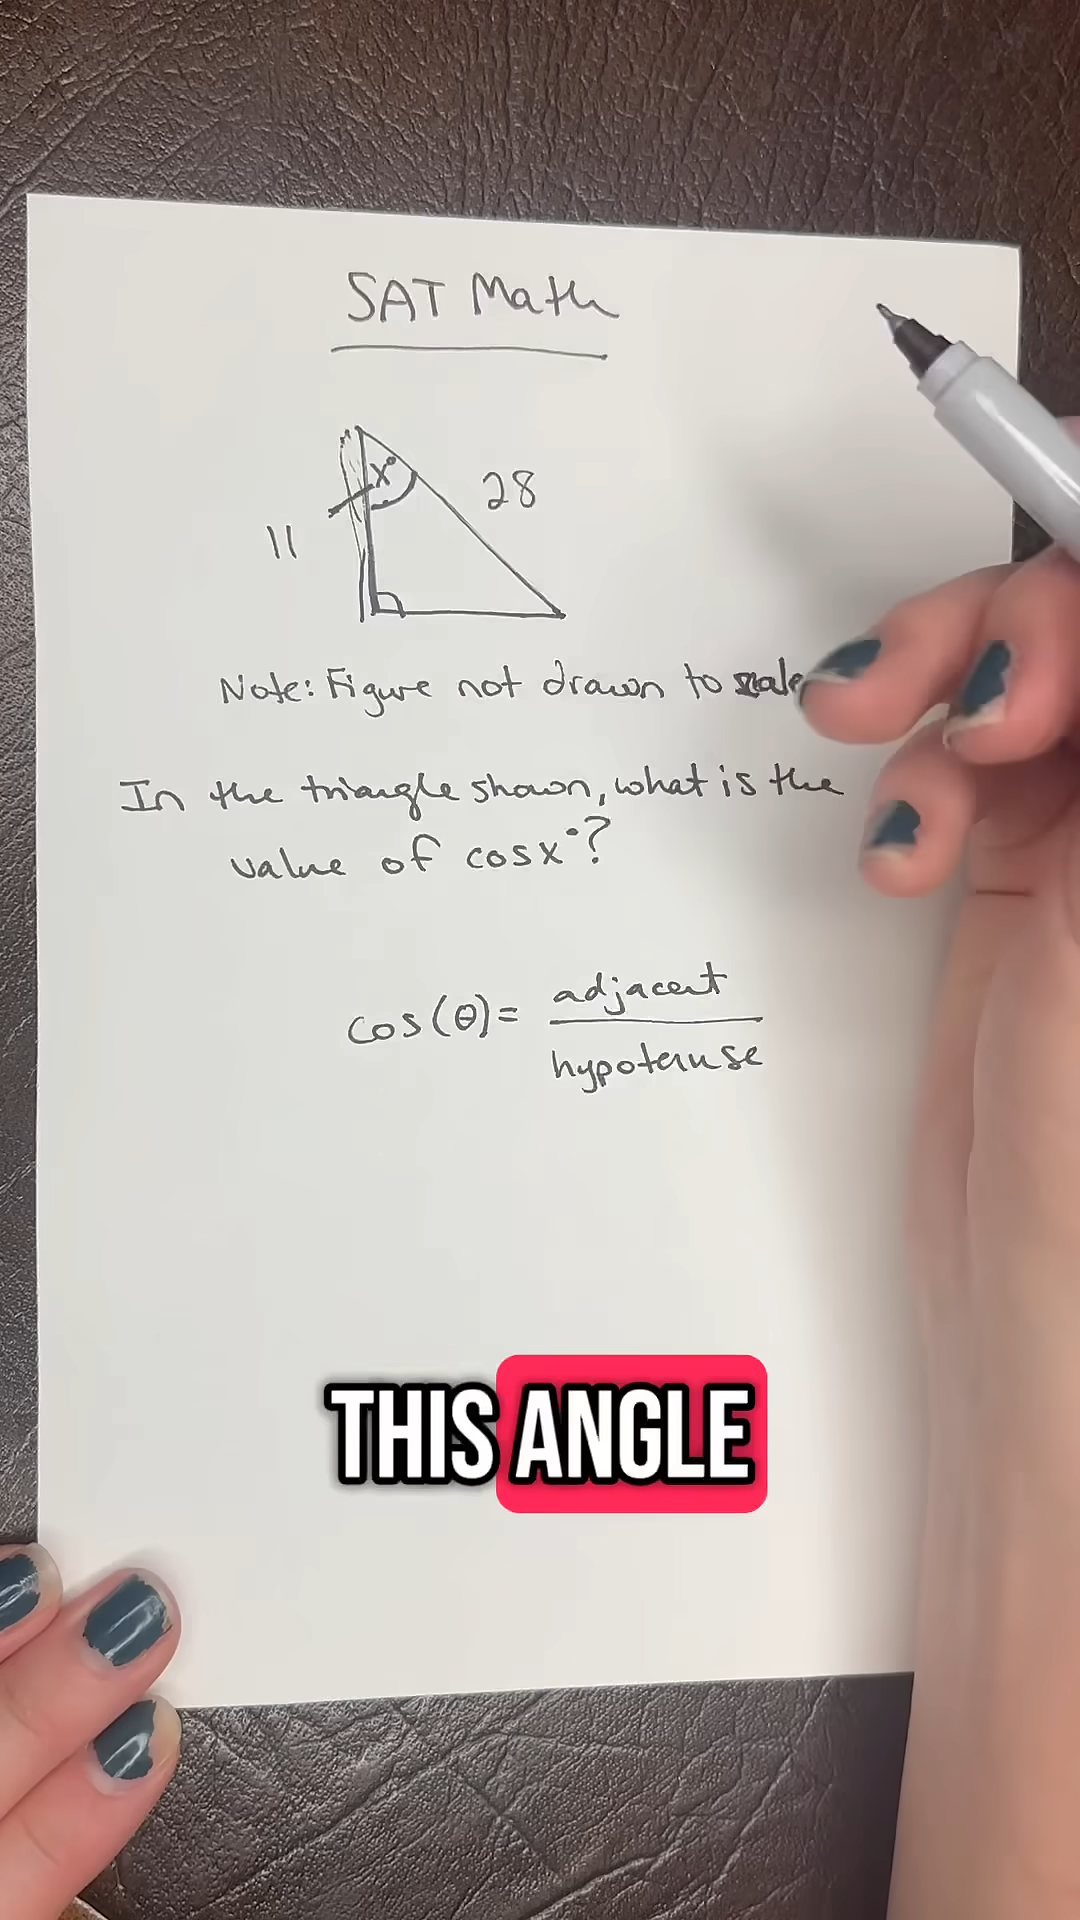 SAT Math
x°
28
11
Note: Figure not drawn to scale
In the triangle shown, what is the
value of cosx°?
cos(θ)= adjacent
hypotenuse
THIS ANGLE